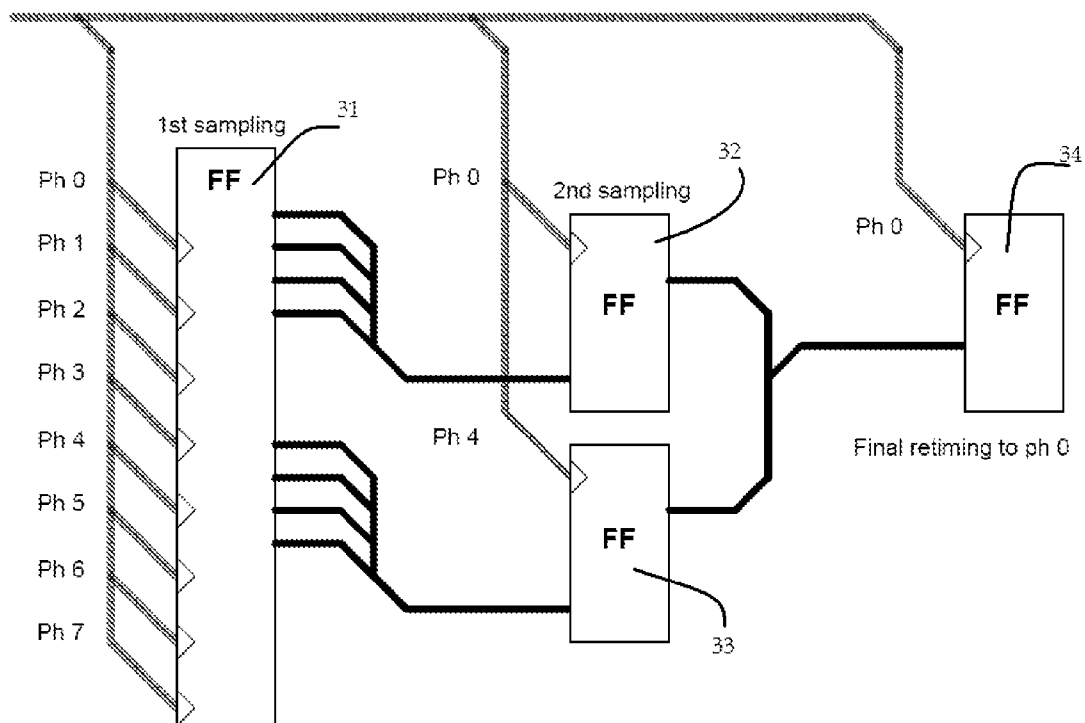 1st sampling
31
FF
Ph 0
Ph 1
Ph 2
Ph 3
Ph 4
Ph 5
Ph 6
Ph 7
Ph 0
2nd sampling
32
FF
Ph 4
FF
33
Ph 0
34
FF
Final retiming to ph 0